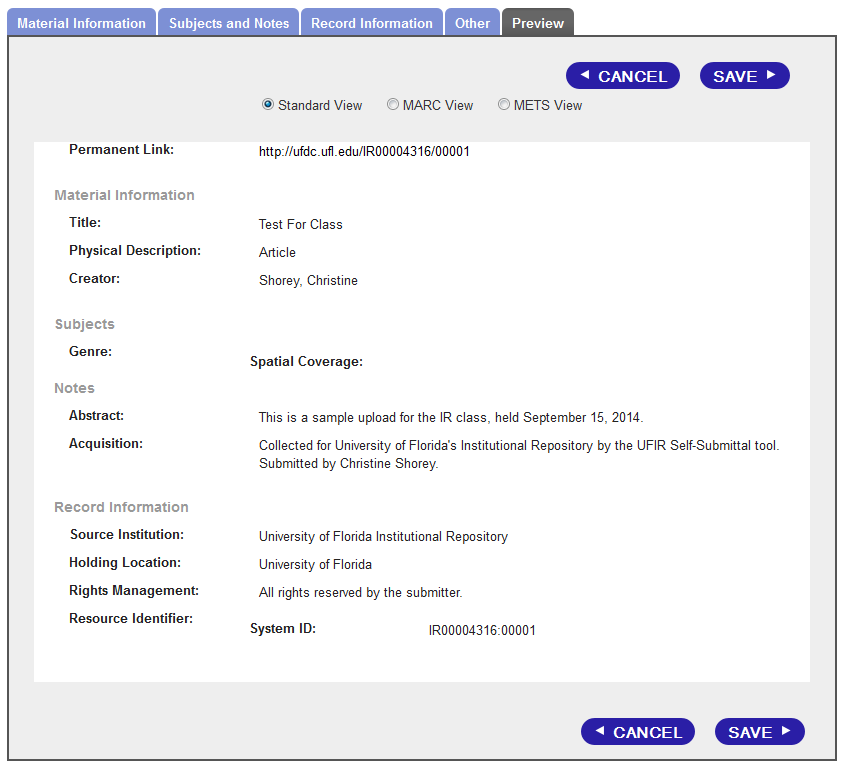 Material Information Subjects and Notes Record Information Other Preview
CANCEL SAVE
Standard View MARC View METS View
Permanent Link: http://ufdc.ufl.edu/IR00004316/00001
Material Information
Title: Test For Class
Physical Description: Article
Creator: Shorey, Christine
Subjects
Genre:
Spatial Coverage:
Notes
Abstract: This is a sample upload for the IR class, held September 15, 2014.
Acquisition: Collected for University of Florida's Institutional Repository by the UFIR Self-Submittal tool.
Submitted by Christine Shorey.
Record Information
Source Institution: University of Florida Institutional Repository
Holding Location: University of Florida
Rights Management: All rights reserved by the submitter.
Resource Identifier:
System ID: IR00004316:00001
CANCEL SAVE